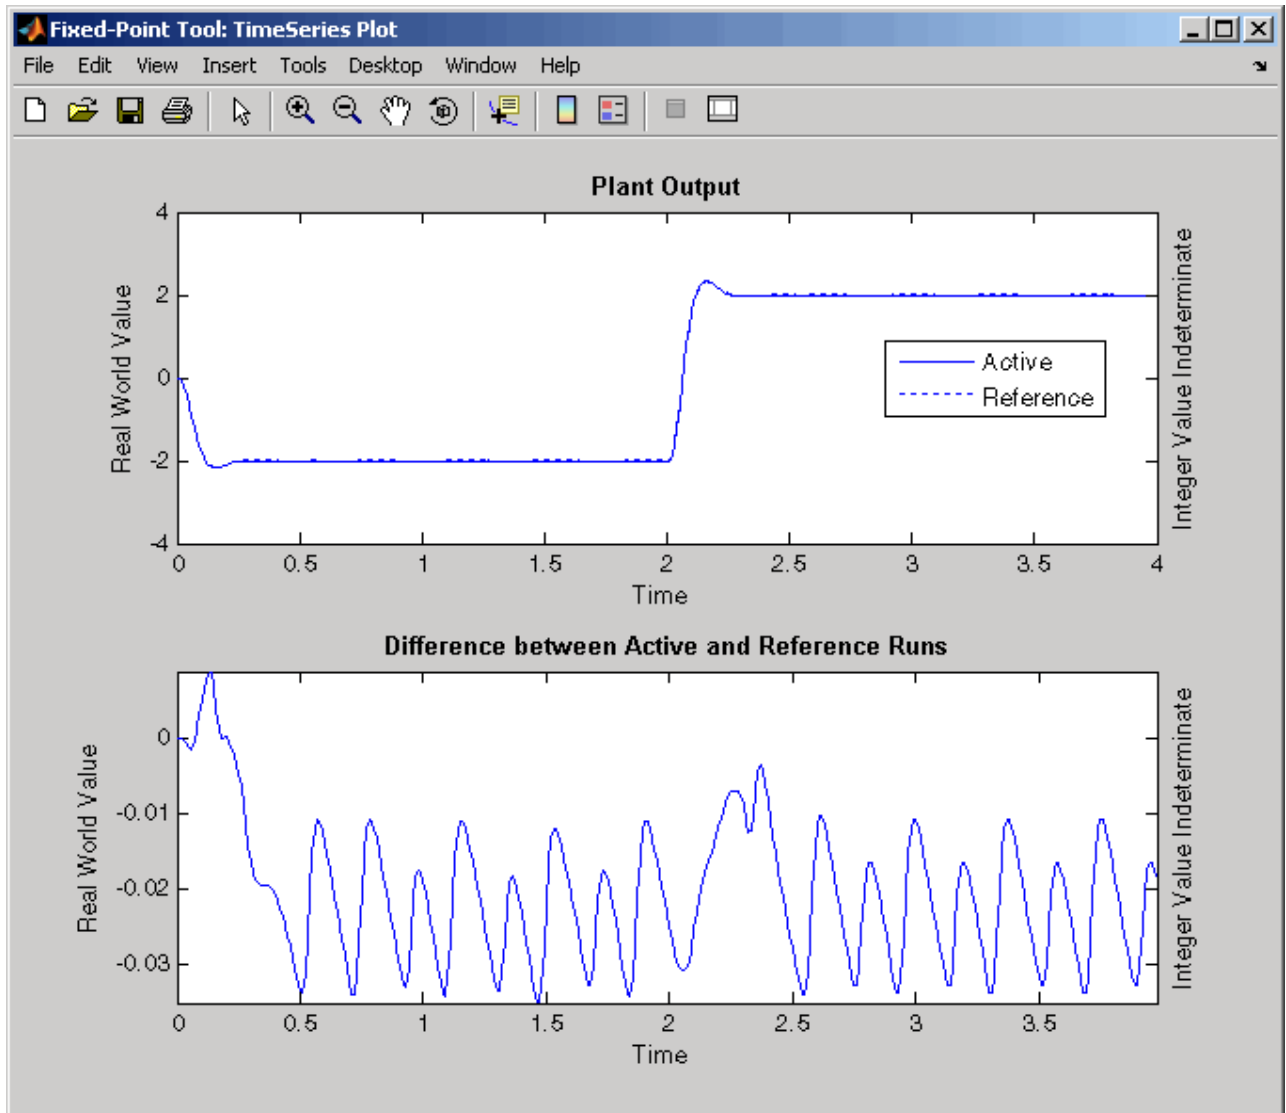 Fixed-Point Tool: TimeSeries Plot
File Edit View Insert Tools Desktop Window Help
Plant Output
Real World Value
4
2
0
-2
-4
Active
Reference
Integer Value Indeterminate
0 0.5 1 1.5 2 2.5 3 3.5 4
Time
Difference between Active and Reference Runs
Real World Value
0
-0.01
-0.02
-0.03
Integer Value Indeterminate
0 0.5 1 1.5 2 2.5 3 3.5
Time